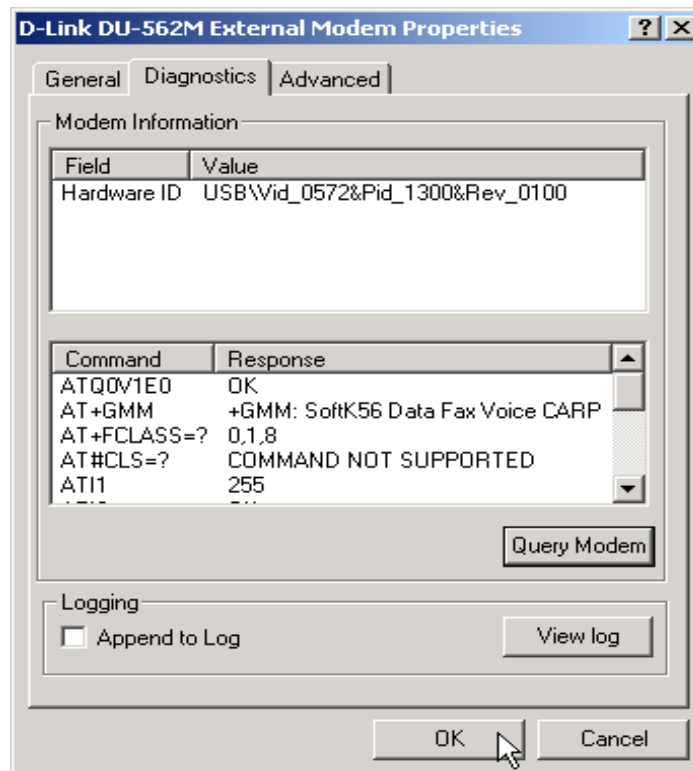 D-Link DU-562M External Modem Properties
General Diagnostics Advanced
Modem Information
Field Value
Hardware ID USB\Vid_0572&Pid_1300&Rev_0100
Command Response
ATQ0V1E0 OK
AT+GMM +GMM: SoftK56 Data Fax Voice CARP
AT+FCLASS=? 0,1,8
AT#CLS=? COMMAND NOT SUPPORTED
ATI1 255
Query Modem
Logging
Append to Log View log
OK Cancel